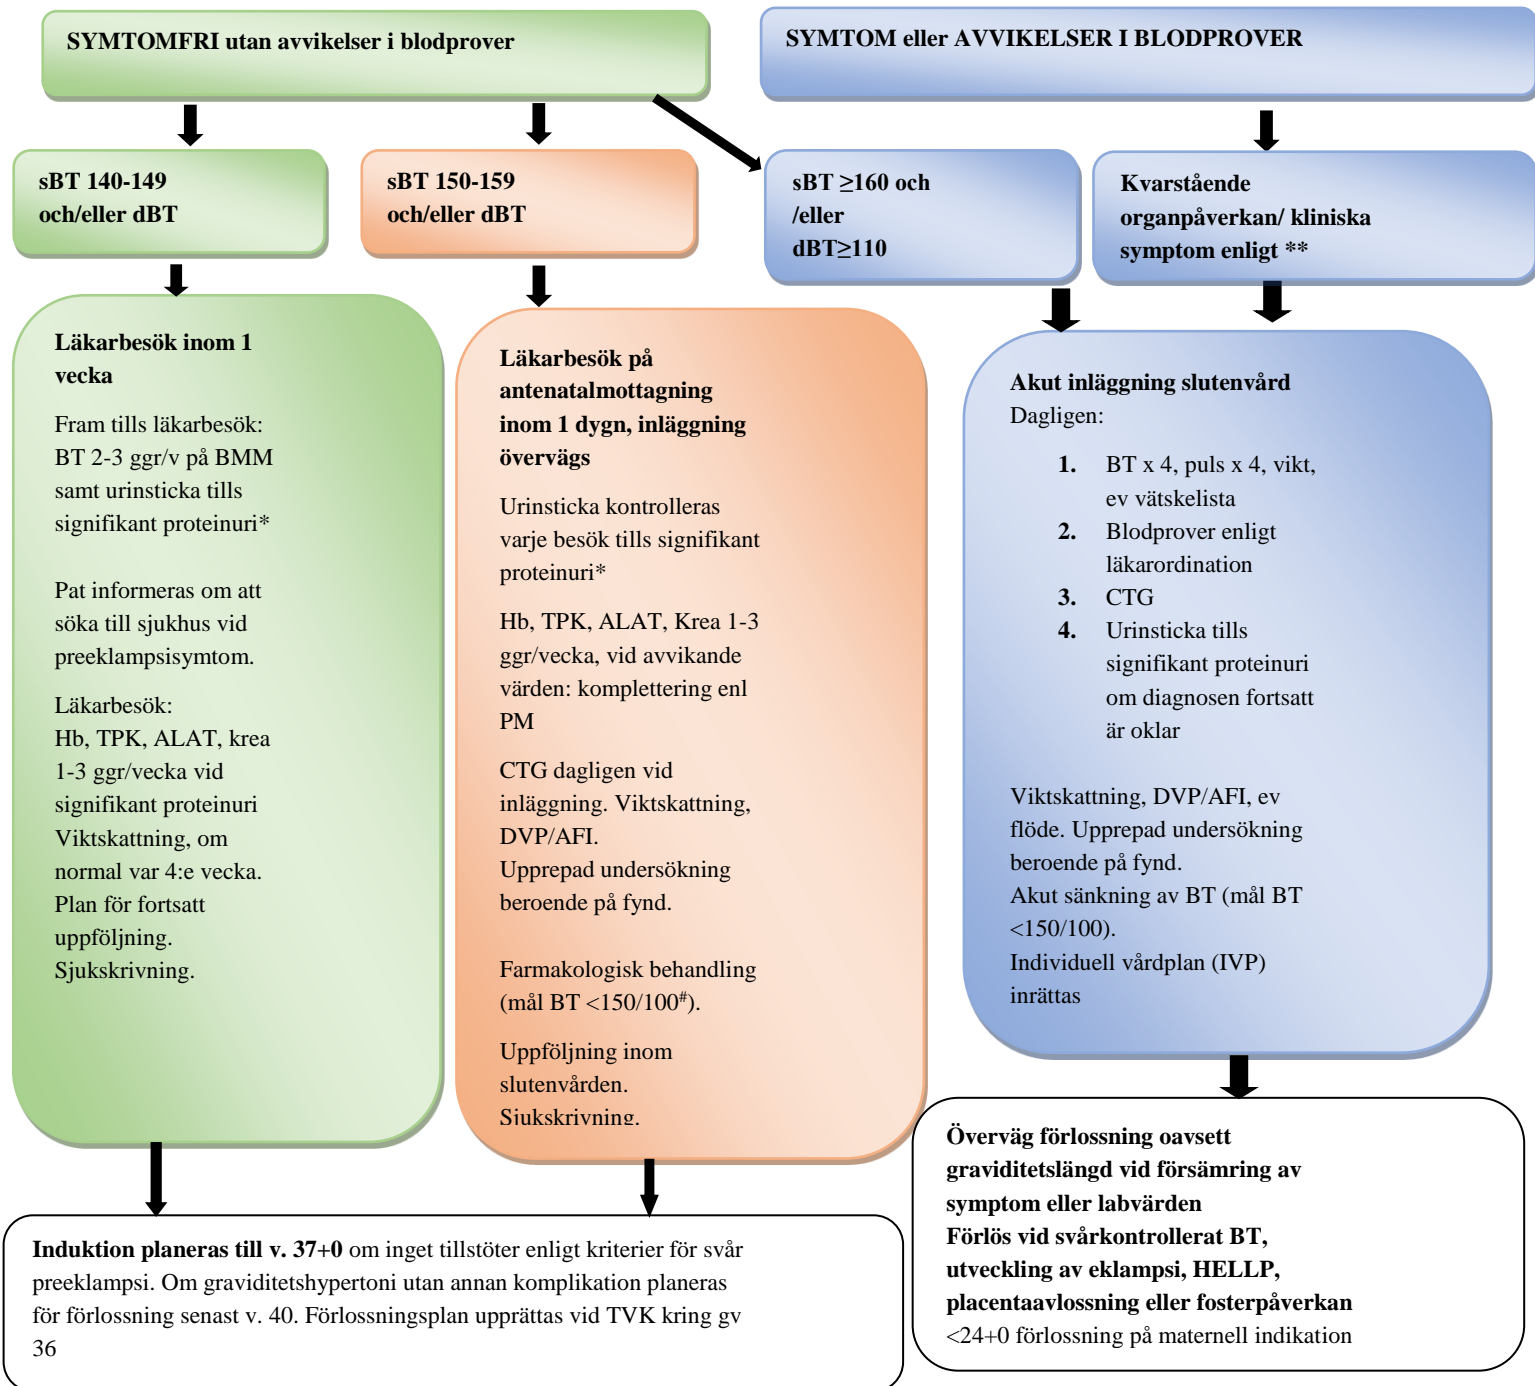 SYMTOMFRI utan avvikelser i blodprover
SYMTOM eller AVVIKELSER I BLODPROVER
sBT 140-149
och/eller dBT
sBT 150-159
och/eller dBT
sBT ≥160 och
/eller
dBT≥110
Kvarstående
organpåverkan/ kliniska
symptom enligt **
Läkarbesök inom 1
vecka
Fram tills läkarbesök:
BT 2-3 ggr/v på BMM
samt urinsticka tills
signifikant proteinuri*
Pat informeras om att
söka till sjukhus vid
preeklampsisymtom.
Läkarbesök:
Hb, TPK, ALAT, krea
1-3 ggr/vecka vid
signifikant proteinuri
Viktskattning, om
normal var 4:e vecka.
Plan för fortsatt
uppföljning.
Sjukskrivning.
Läkarbesök på
antenatalmottagning
inom 1 dygn, inläggning
övervägs
Urinsticka kontrolleras
varje besök tills signifikant
proteinuri*
Hb, TPK, ALAT, Krea 1-3
ggr/vecka, vid avvikande
värden: komplettering enl
PM
CTG dagligen vid
inläggning. Viktskattning,
DVP/AFI.
Upprepad undersökning
beroende på fynd.
Farmakologisk behandling
(mål BT <150/100#).
Uppföljning inom
slutenvården.
Sjukskrivning.
Akut inläggning slutenvård
Dagligen:
1. BT x 4, puls x 4, vikt,
ev vätskelista
2. Blodprover enligt
läkarordination
3. CTG
4. Urinsticka tills
signifikant proteinuri
om diagnosen fortsatt
är oklar
Viktskattning, DVP/AFI, ev
flöde. Upprepad undersökning
beroende på fynd.
Akut sänkning av BT (mål BT
<150/100).
Individuell vårdplan (IVP)
inrättas
Induktion planeras till v. 37+0 om inget tillstöter enligt kriterier för svår
preeklampsi. Om graviditetshypertoni utan annan komplikation planeras
för förlossning senast v. 40. Förlossningsplan upprättas vid TVK kring gv
36
Överväg förlossning oavsett
graviditetslängd vid försämring av
symptom eller labvärden
Förlös vid svårkontrollerat BT,
utveckling av eklampsi, HELLP,
placentaavlossning eller fosterpåverkan
<24+0 förlossning på maternell indikation